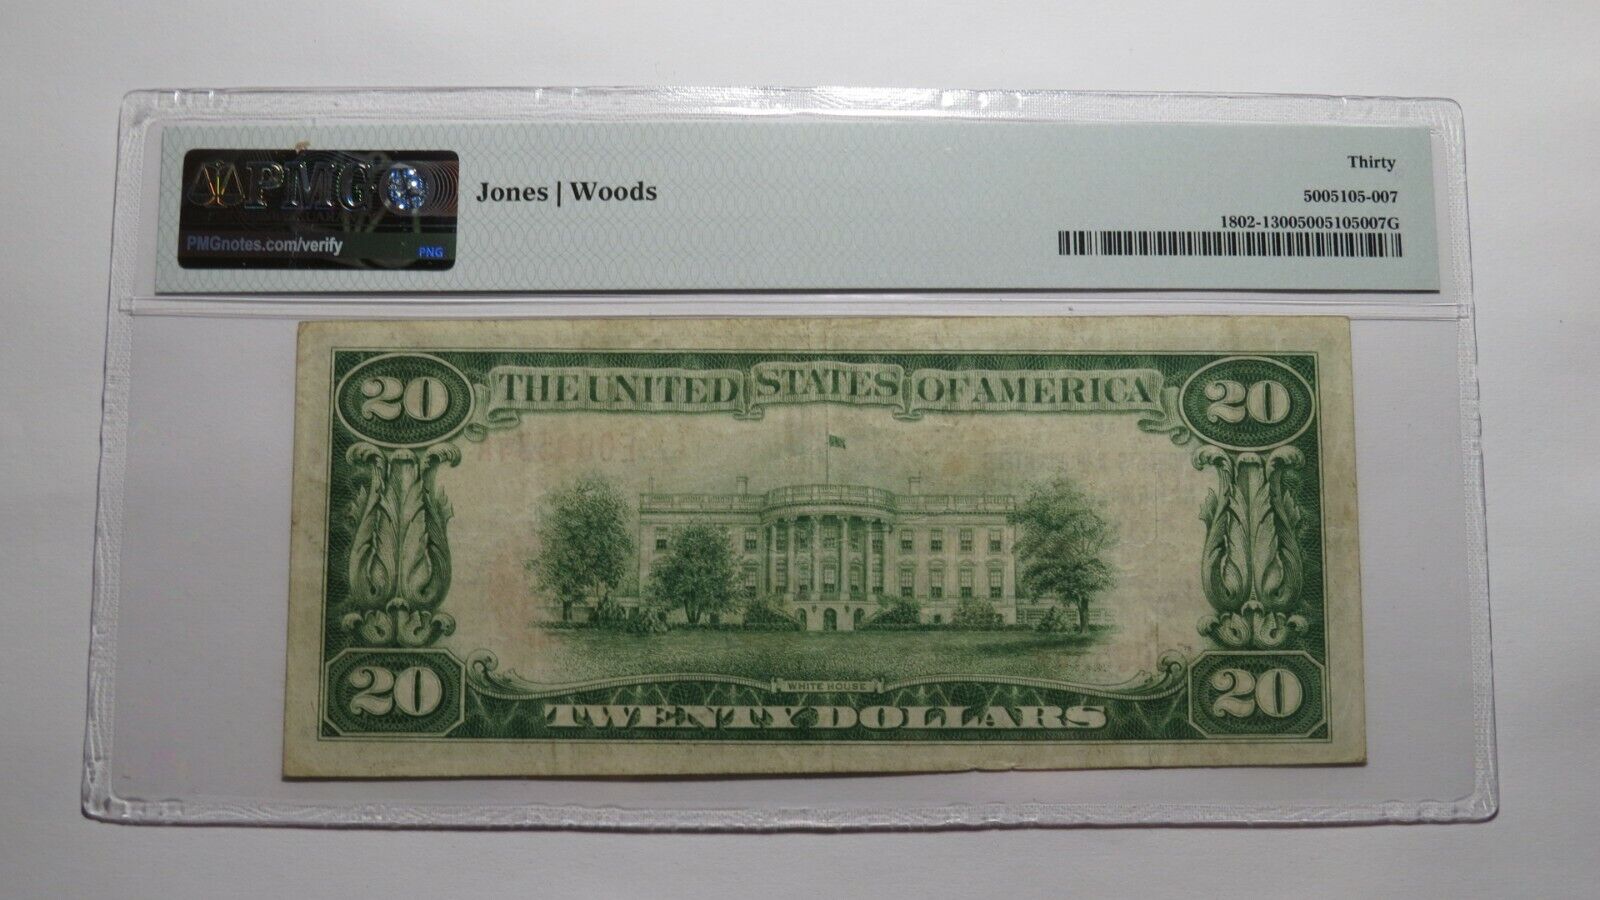 PMG
PMGnotes.com/verify
PNG
Jones | Woods
Thirty
5005105-007
1802-13005005105007G
20 THE UNITED STATES OF AMERICA 20
WHITE HOUSE
20 TWENTY DOLLARS 20